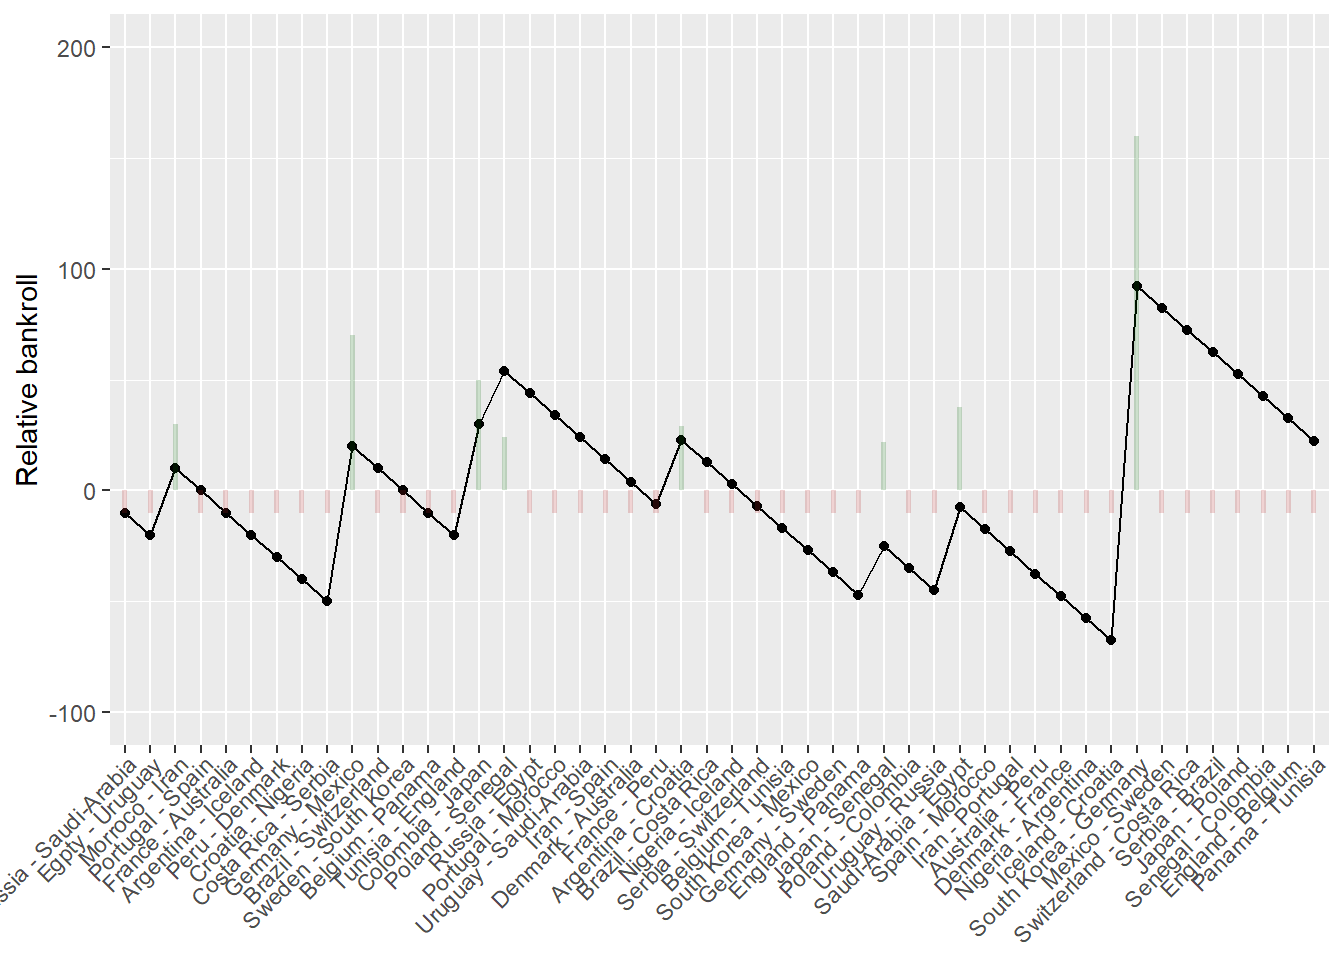 200
100
0
-100
Relative bankroll
ssia - Saudi-Arabia
Egpty - Uruguay
Morroco - Iran
Portugal - Spain
France - Australia
Argentina - Iceland
Peru - Denmark
Croatia - Nigeria
Costa Rica - Serbia
Germany - Mexico
Brazil - Switzerland
Sweden - South Korea
Belgium - Panama
Tunisia - England
Colombia - Japan
Poland - Senegal
Russia - Egypt
Portugal - Morocco
Uruguay - Saudi-Arabia
Iran - Spain
Denmark - Australia
France - Peru
Argentina - Croatia
Brazil - Costa Rica
Nigeria - Iceland
Serbia - Switzerland
Belgium - Tunisia
South Korea - Mexico
Germany - Sweden
England - Panama
Japan - Senegal
Poland - Colombia
Uruguay - Russia
Saudi-Arabia - Egypt
Spain - Morocco
Iran - Portugal
Australia - Peru
Denmark - France
Nigeria - Argentina
Iceland - Croatia
South Korea - Germany
Mexico - Sweden
Switzerland - Costa Rica
Serbia - Brazil
Japan - Poland
Senegal - Colombia
England - Belgium
Panama - Tunisia